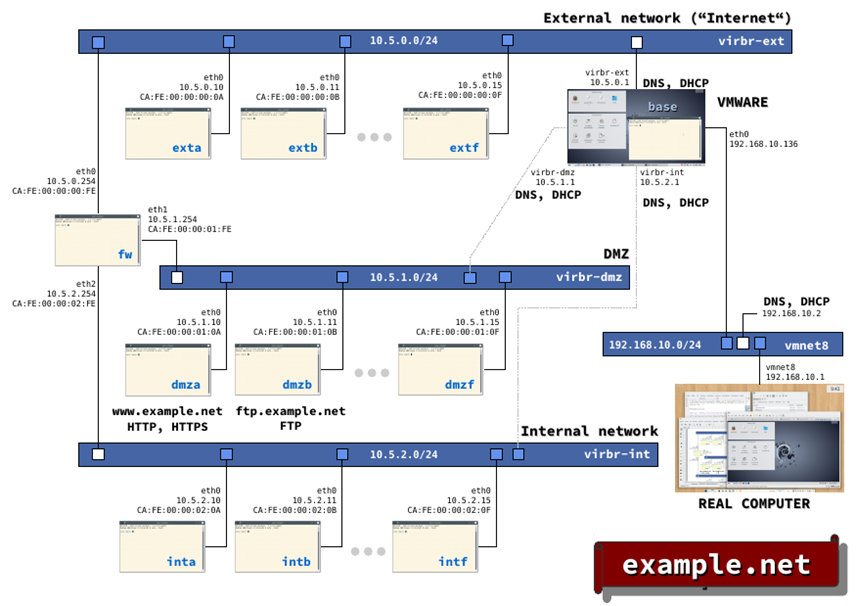 External network (“Internet“)
10.5.0.0/24
virbr-ext
eth0
10.5.0.10
CA:FE:00:00:00:0A
exta
eth0
10.5.0.11
CA:FE:00:00:00:0B
extb
eth0
10.5.0.15
CA:FE:00:00:00:0F
extf
virbr-ext
10.5.0.1
DNS, DHCP
base
VMWARE
eth0
192.168.10.136
virbr-dmz
10.5.1.1
DNS, DHCP
virbr-int
10.5.2.1
DNS, DHCP
eth0
10.5.0.254
CA:FE:00:00:00:FE
eth1
10.5.1.254
CA:FE:00:00:01:FE
fw
eth2
10.5.2.254
CA:FE:00:00:02:FE
DMZ
10.5.1.0/24
virbr-dmz
eth0
10.5.1.10
CA:FE:00:00:01:0A
dmza
www.example.net
HTTP, HTTPS
eth0
10.5.1.11
CA:FE:00:00:01:0B
dmzb
ftp.example.net
FTP
eth0
10.5.1.15
CA:FE:00:00:01:0F
dmzf
DNS, DHCP
192.168.10.2
192.168.10.0/24
vmnet8
vmnet8
192.168.10.1
REAL COMPUTER
Internal network
10.5.2.0/24
virbr-int
eth0
10.5.2.10
CA:FE:00:00:02:0A
inta
eth0
10.5.2.11
CA:FE:00:00:02:0B
intb
eth0
10.5.2.15
CA:FE:00:00:02:0F
intf
example.net